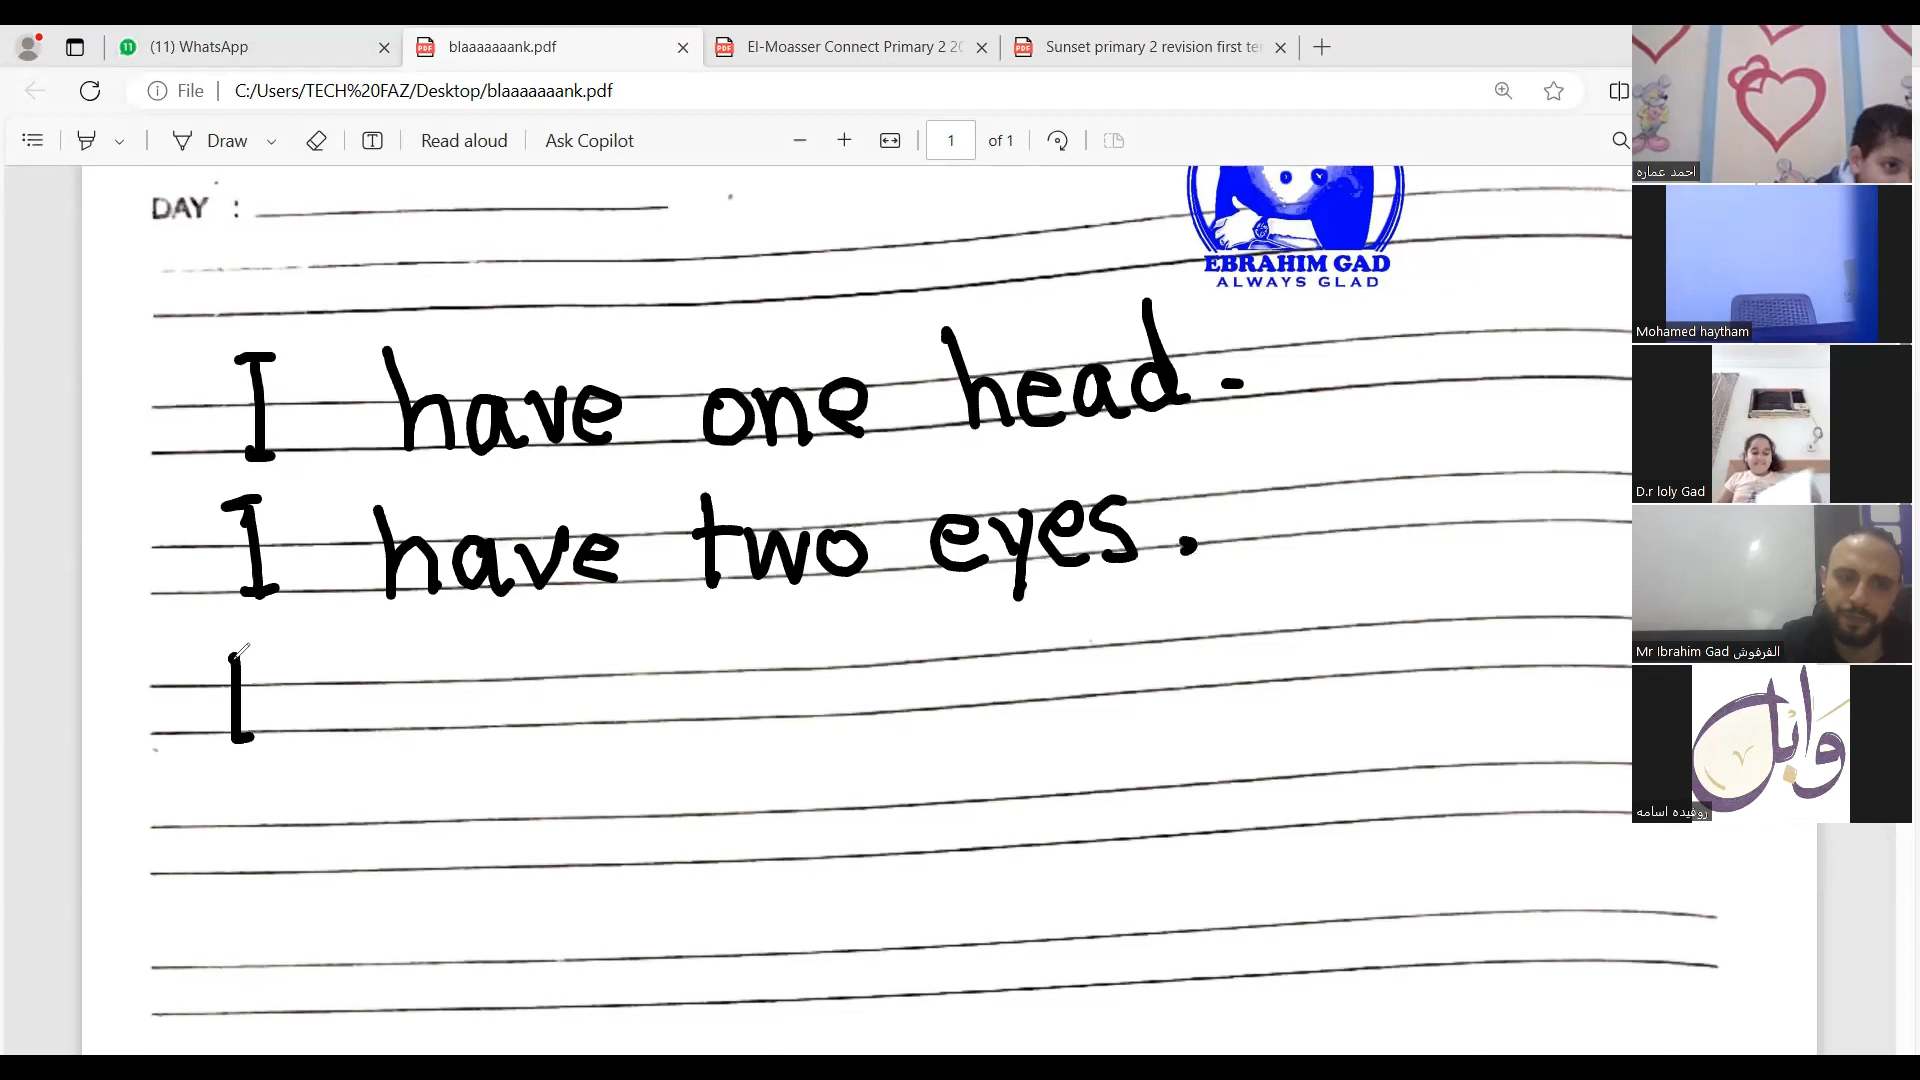 (11) WhatsApp
blaaaaaaank.pdf
El-Moasser Connect Primary 2 20
Sunset primary 2 revision first te
File
C:/Users/TECH%20FAZ/Desktop/blaaaaaaank.pdf
Draw
Read aloud
Ask Copilot
1
of 1
DAY :
EBRAHIM GAD
ALWAYS GLAD
I have one head.
I have two eyes.
I
احمد عماره
Mohamed haytham
D.r loly Gad
Mr Ibrahim Gad الفرفوش
وابل
روفيده اسامه